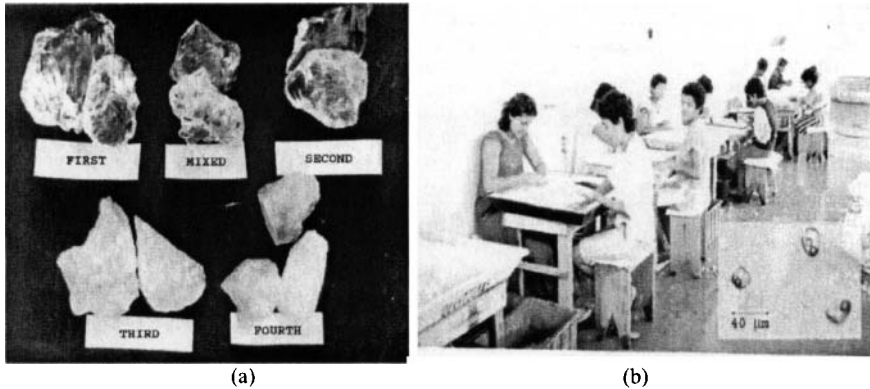 FIRST
MIXED
SECOND
THIRD
FOURTH
40 µm
(a)
(b)